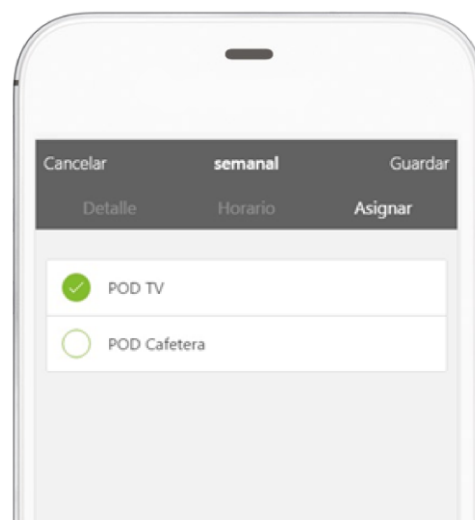 Cancelar semanal Guardar
Detalle Horario Asignar
POD TV
POD Cafetera